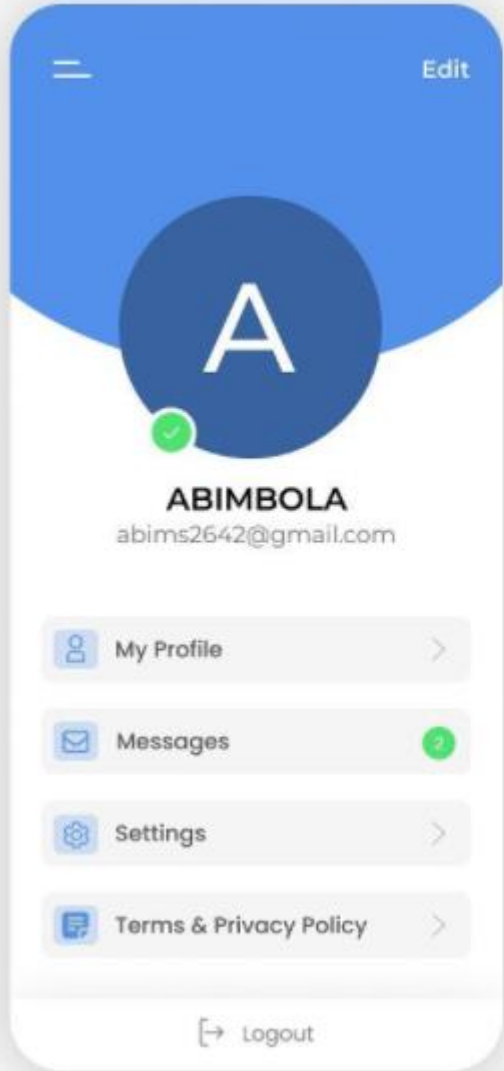 Edit
A
ABIMBOLA
abims2642@gmail.com
My Profile
Messages
2
Settings
Terms & Privacy Policy
Logout